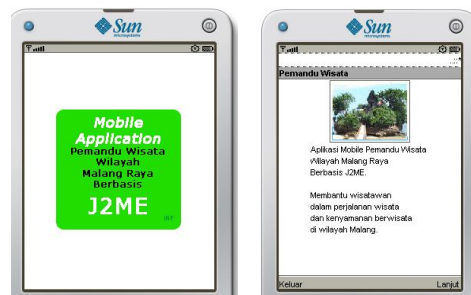 Sun
microsystems
Mobile
Application
Pemandu Wisata
Wilayah
Malang Raya
Berbasis
J2ME
Sun
microsystems
Pemandu Wisata
Aplikasi Mobile Pemandu Wisata
Wilayah Malang Raya
Berbasis J2ME.
Membantu wisatawan
dalam perjalanan wisata
dan kenyamanan berwisata
di wilayah Malang.
Keluar
Lanjut